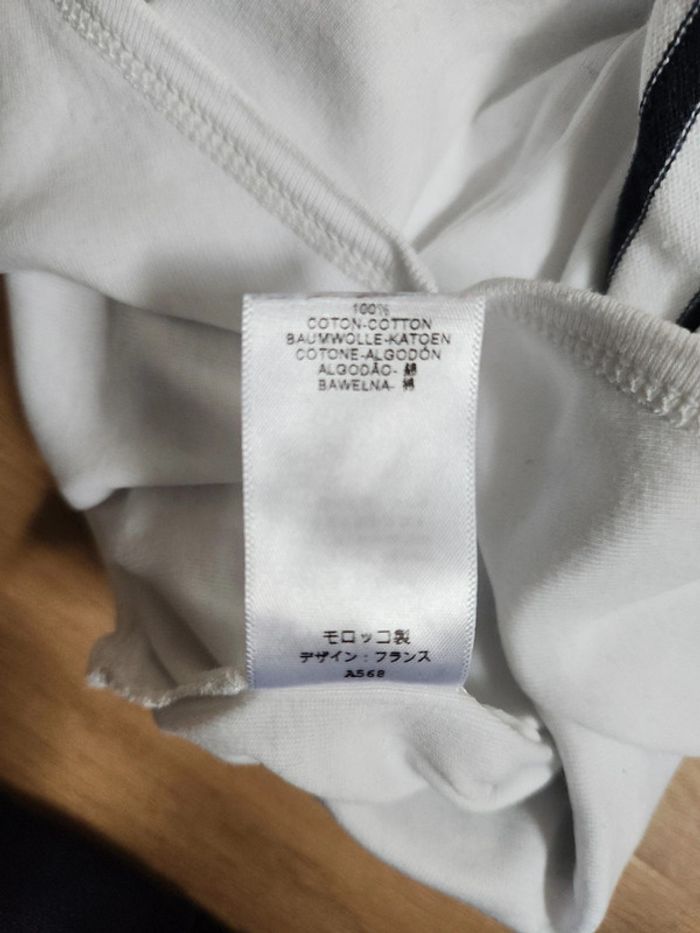 100%
COTON-COTTON
BAUMWOLLE-KATOEN
COTONE-ALGODÓN
ALGODÃO- 綿
BAWEŁNA- 棉
モロッコ製
デザイン：フランス
A568